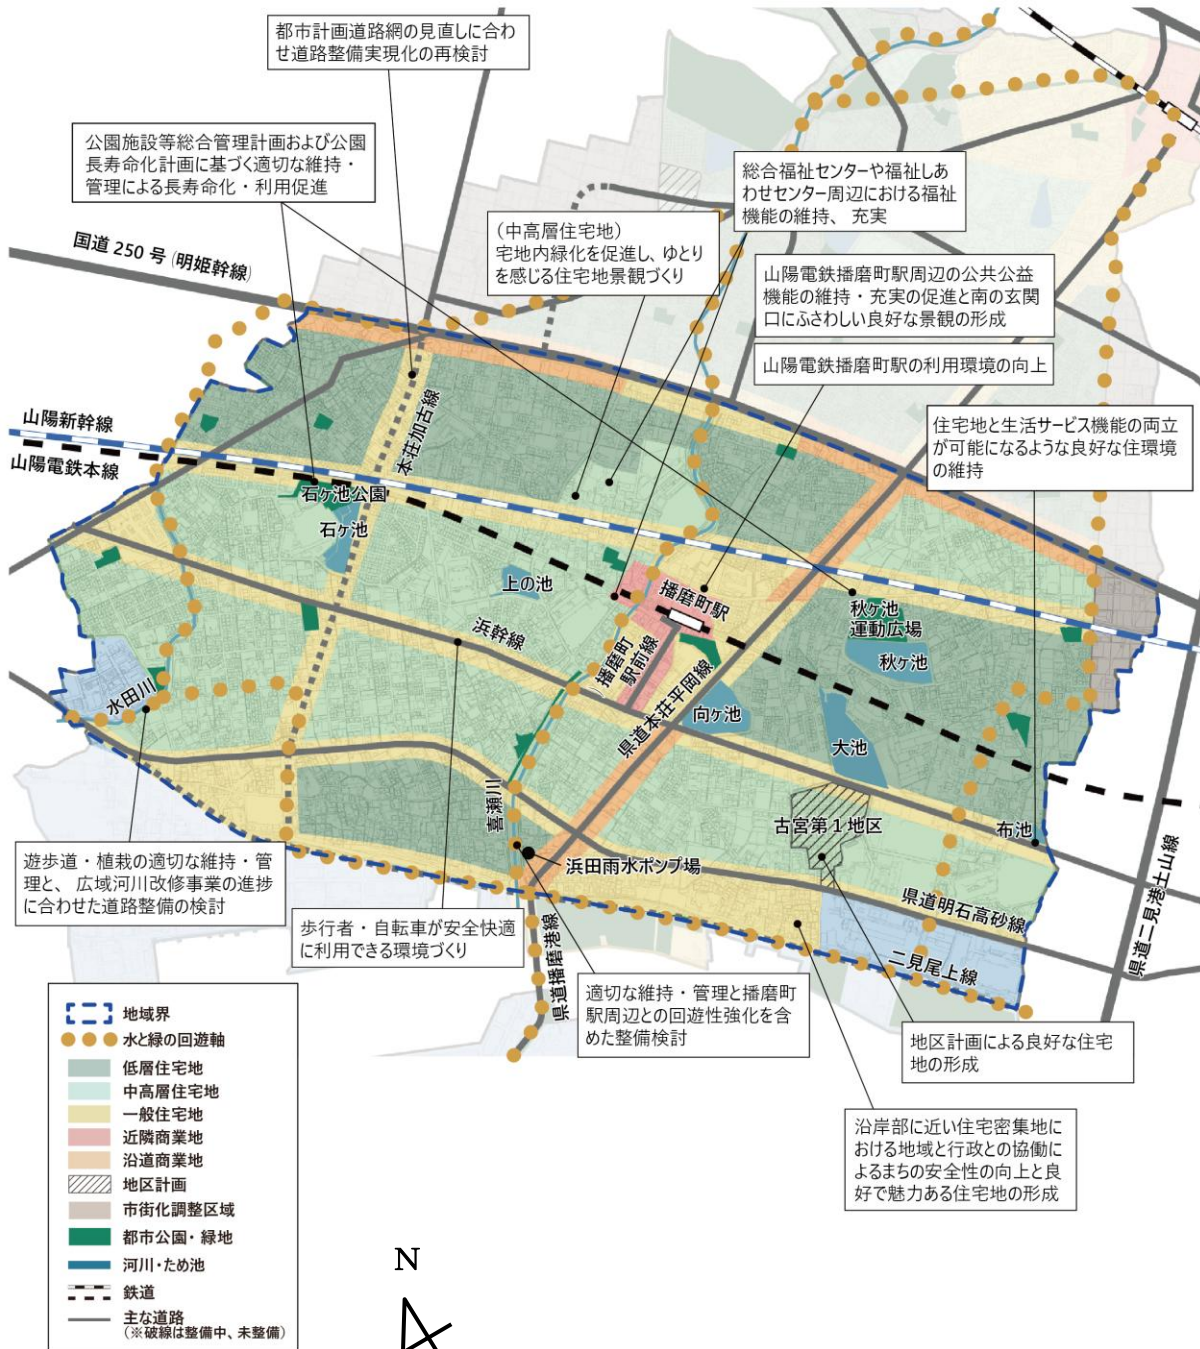 都市計画道路網の見直しに合わ
せ道路整備実現化の再検討
公園施設等総合管理計画および公園
長寿命化計画に基づく適切な維持・
管理による長寿命化・利用促進
総合福祉センターや福祉しあ
わせセンター周辺における福祉
機能の維持、充実
(中高層住宅地)
宅地内緑化を促進し、ゆとり
を感じる住宅地景観づくり
国道 250 号 (明姫幹線)
山陽電鉄播磨町駅周辺の公共公益
機能の維持・充実の促進と南の玄関
口にふさわしい良好な景観の形成
山陽電鉄播磨町駅の利用環境の向上
住宅地と生活サービス機能の両立
が可能になるような良好な住環境
の維持
山陽新幹線
山陽電鉄本線
本荘加古線
石ヶ池公園
石ヶ池
上の池
播磨町駅
秋ヶ池
運動広場
秋ヶ池
浜幹線
播磨町
駅前線
県道本荘平岡線
向ヶ池
大池
水田川
喜瀬川
古宮第1地区
布池
浜田雨水ポンプ場
県道明石高砂線
二見尾上線
県道二見港土山線
県道播磨港線
遊歩道・植栽の適切な維持・管
理と、広域河川改修事業の進捗
に合わせた道路整備の検討
歩行者・自転車が安全快適
に利用できる環境づくり
適切な維持・管理と播磨町
駅周辺との回遊性強化を含
めた整備検討
地区計画による良好な住宅
地の形成
沿岸部に近い住宅密集地に
おける地域と行政との協働に
よるまちの安全性の向上と良
好で魅力ある住宅地の形成
地域界
水と緑の回遊軸
低層住宅地
中高層住宅地
一般住宅地
近隣商業地
沿道商業地
地区計画
市街化調整区域
都市公園・緑地
河川・ため池
鉄道
主な道路
(※破線は整備中、未整備)
N